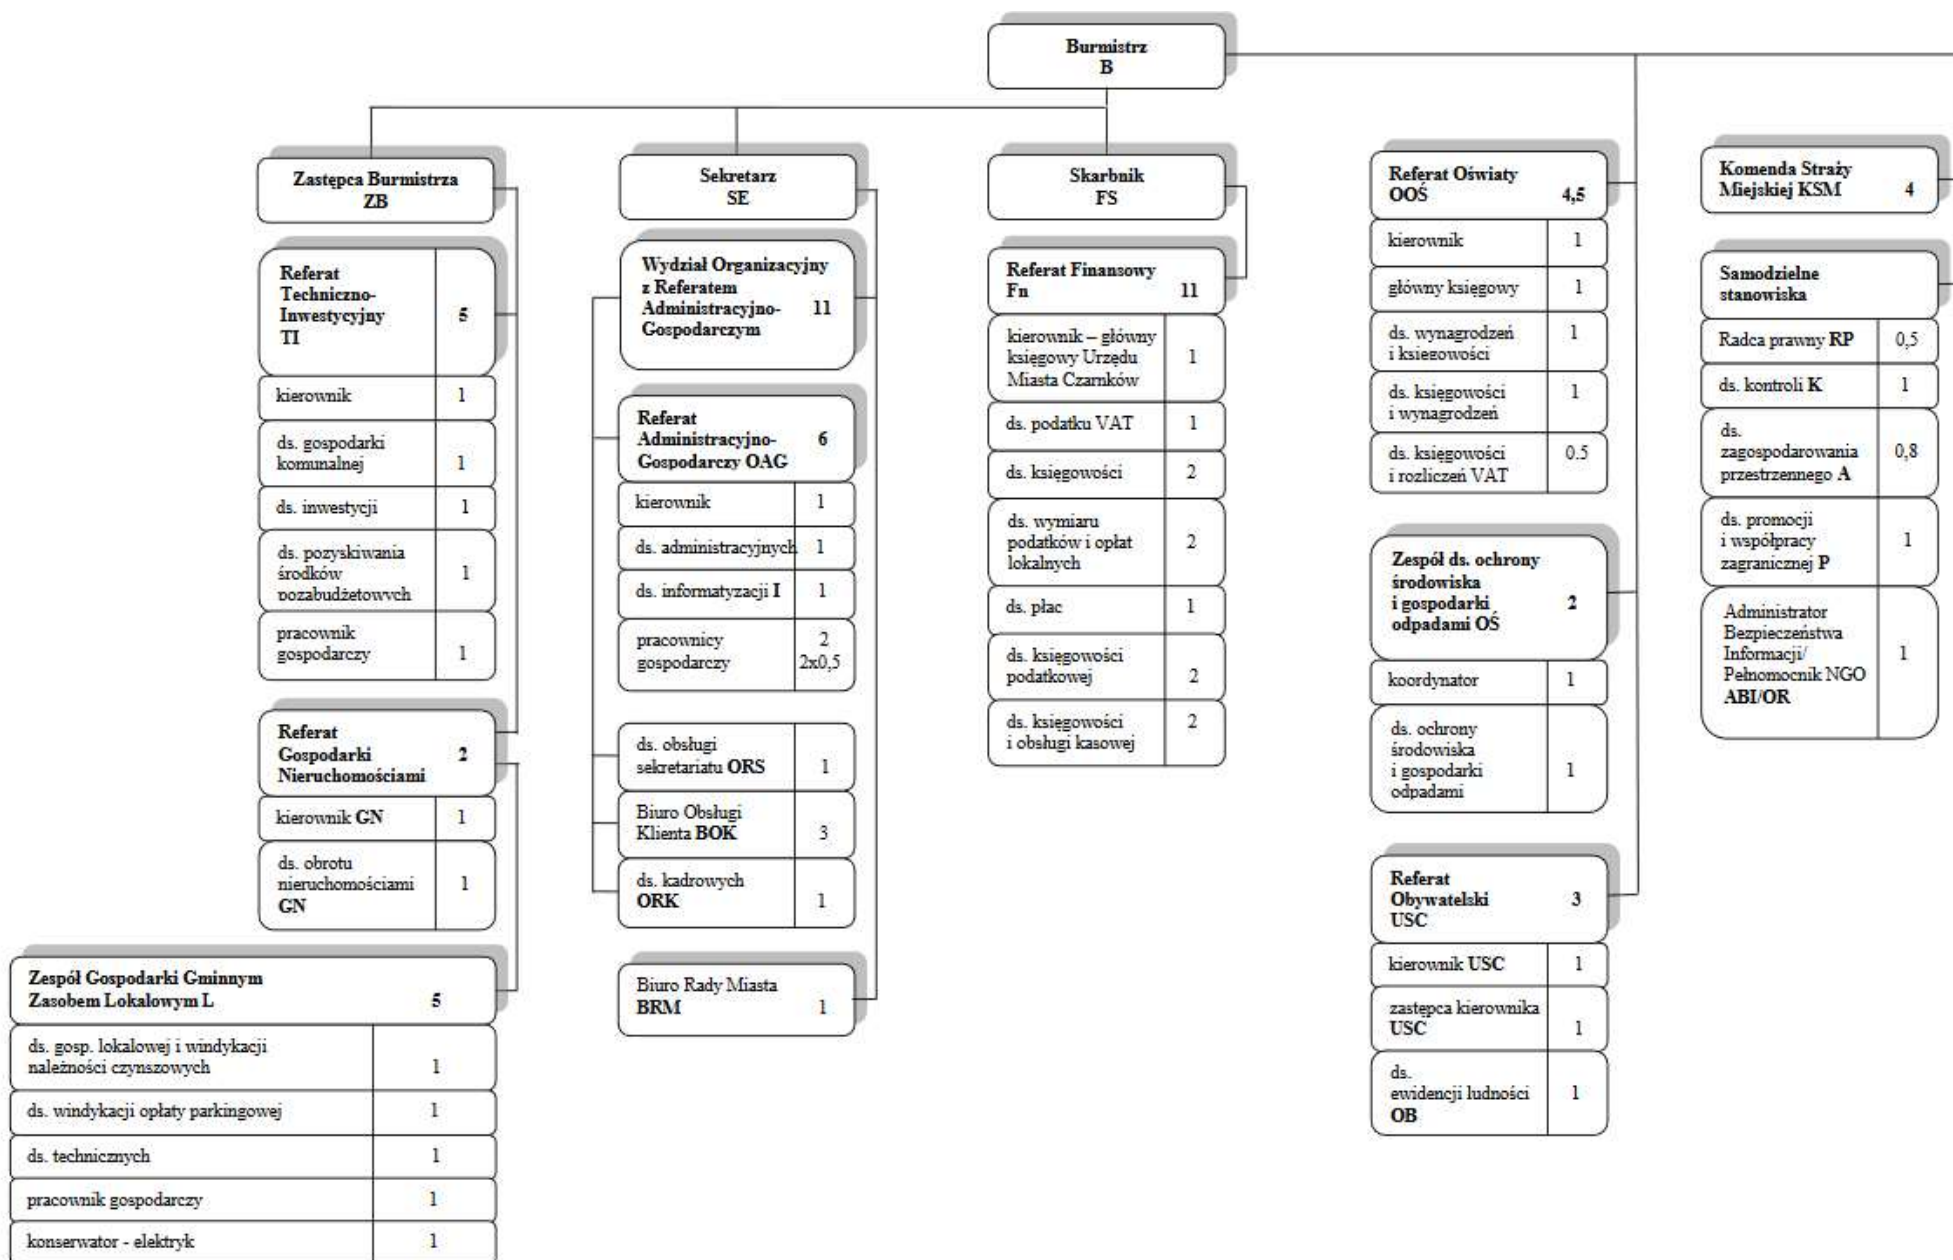 Burmistrz
B
Zastępca Burmistrza
ZB
Referat
Techniczno-
Inwestycyjny 5
TI
kierownik 1
ds. gospodarki
komunalnej 1
ds. inwestycji 1
ds. pozyskiwania
środków 1
pozabudżetowych
pracownik
gospodarczy 1
Referat
Gospodarki 2
Nieruchomościami
kierownik GN 1
ds. obrotu
nieruchomościami 1
GN
Zespół Gospodarki Gminnym
Zasobem Lokalowym L 5
ds. gosp. lokalowej i windykacji
należności czynszowych 1
ds. windykacji opłaty parkingowej 1
ds. technicznych 1
pracownik gospodarczy 1
konserwator - elektryk 1
Sekretarz
SE
Wydział Organizacyjny
z Referatem
Administracyjno- 11
Gospodarczym
Referat
Administracyjno- 6
Gospodarczy OAG
kierownik 1
ds. administracyjnych 1
ds. informatyzacji I 1
pracownicy 2
gospodarczy 2x0,5
ds. obsługi
sekretariatu ORS 1
Biuro Obsługi
Klienta BOK 3
ds. kadrowych
ORK 1
Biuro Rady Miasta
BRM 1
Skarbnik
FS
Referat Finansowy
Fn 11
kierownik – główny
księgowy Urzędu 1
Miasta Czarnków
ds. podatku VAT 1
ds. księgowości 2
ds. wymiaru
podatków i opłat 2
lokalnych
ds. płac 1
ds. księgowości
podatkowej 2
ds. księgowości 2
i obsługi kasowej
Referat Oświaty
OOŚ 4,5
kierownik 1
główny księgowy 1
ds. wynagrodzeń 1
i ksiegowości
ds. księgowości 1
i wynagrodzeń
ds. księgowości 0.5
i rozliczeń VAT
Zespół ds. ochrony
środowiska
i gospodarki 2
odpadami OŚ
koordynator 1
ds. ochrony
środowiska
i gospodarki 1
odpadami
Referat
Obywatelski 3
USC
kierownik USC 1
zastępca kierownika
USC 1
ds.
ewidencji ludności 1
OB
Komenda Straży
Miejskiej KSM 4
Samodzielne
stanowiska
Radca prawny RP 0,5
ds. kontroli K 1
ds.
zagospodarowania 0,8
przestrzennego A
ds. promocji
i współpracy 1
zagranicznej P
Administrator
Bezpieczeństwa
Informacji/ 1
Pełnomocnik NGO
ABI/OR